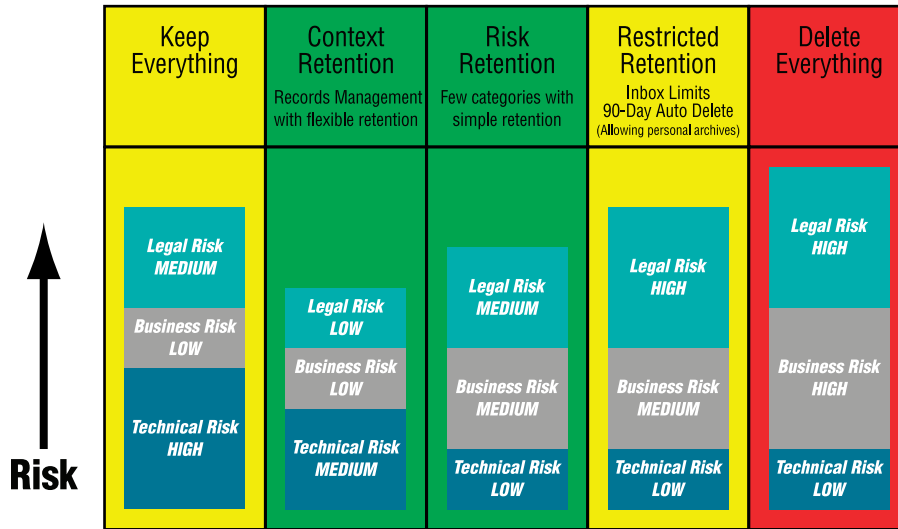 Keep
Everything
Context
Retention
Records Management
with flexible retention
Risk
Retention
Few categories with
simple retention
Restricted
Retention
Inbox Limits
90-Day Auto Delete
(Allowing personal archives)
Delete
Everything
Risk
Legal Risk
MEDIUM
Business Risk
LOW
Technical Risk
HIGH
Legal Risk
LOW
Business Risk
LOW
Technical Risk
MEDIUM
Legal Risk
MEDIUM
Business Risk
MEDIUM
Technical Risk
LOW
Legal Risk
HIGH
Business Risk
MEDIUM
Technical Risk
LOW
Legal Risk
HIGH
Business Risk
HIGH
Technical Risk
LOW